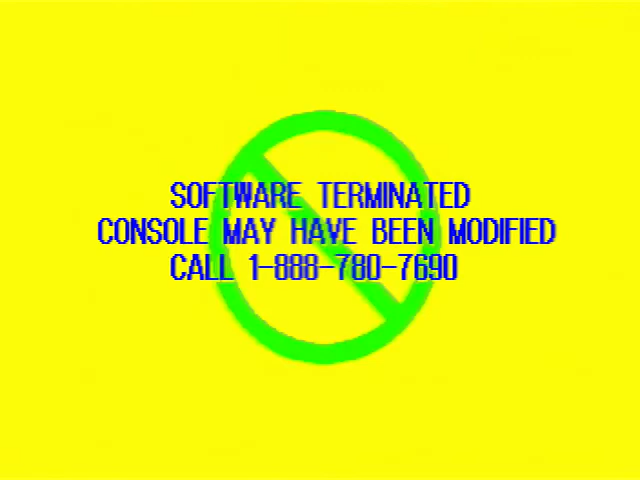 SOFTWARE TERMINATED
CONSOLE MAY HAVE BEEN MODIFIED
CALL 1-888-780-7690